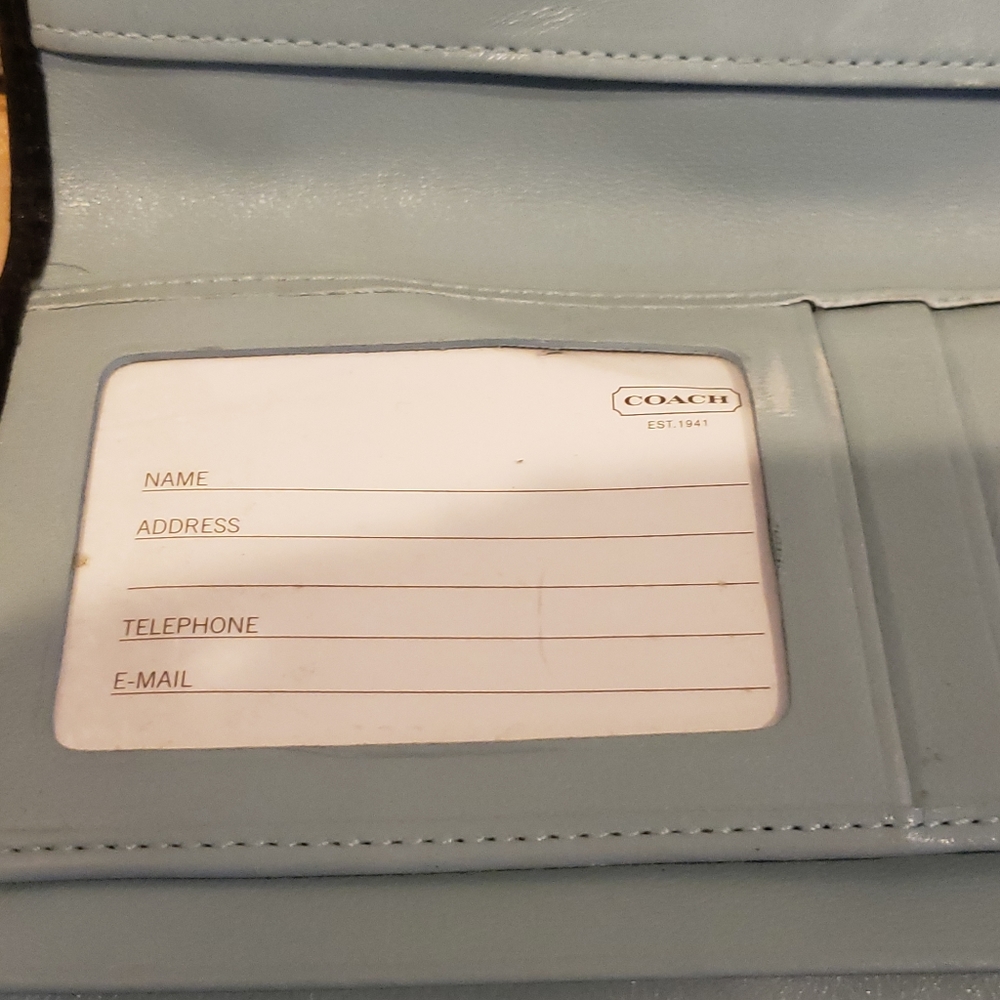 COACH
EST.1941
NAME
ADDRESS
TELEPHONE
E-MAIL